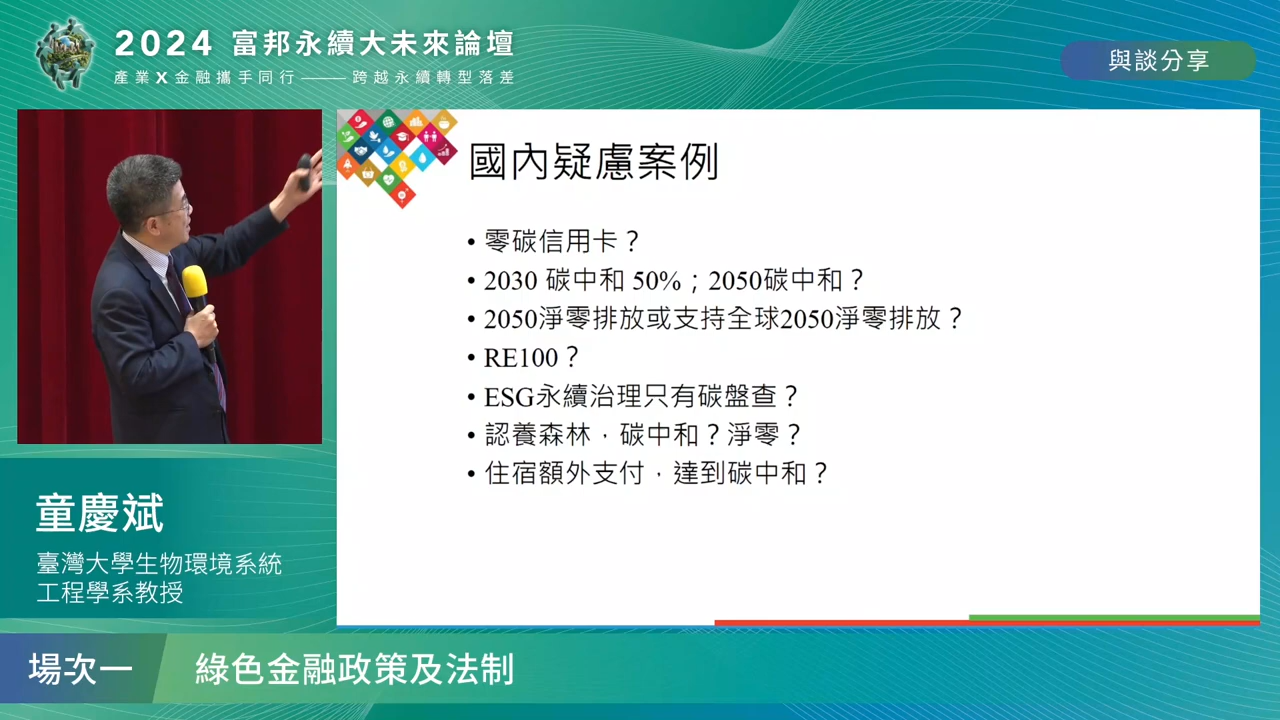 2024 富邦永續大未來論壇
產業X金融攜手同行——跨越永續轉型落差
與談分享
國內疑慮案例
• 零碳信用卡？
• 2030 碳中和 50%；2050碳中和？
• 2050淨零排放或支持全球2050淨零排放？
• RE100？
• ESG永續治理只有碳盤查？
• 認養森林，碳中和？淨零？
• 住宿額外支付，達到碳中和？
童慶斌
臺灣大學生物環境系統
工程學系教授
場次一
綠色金融政策及法制